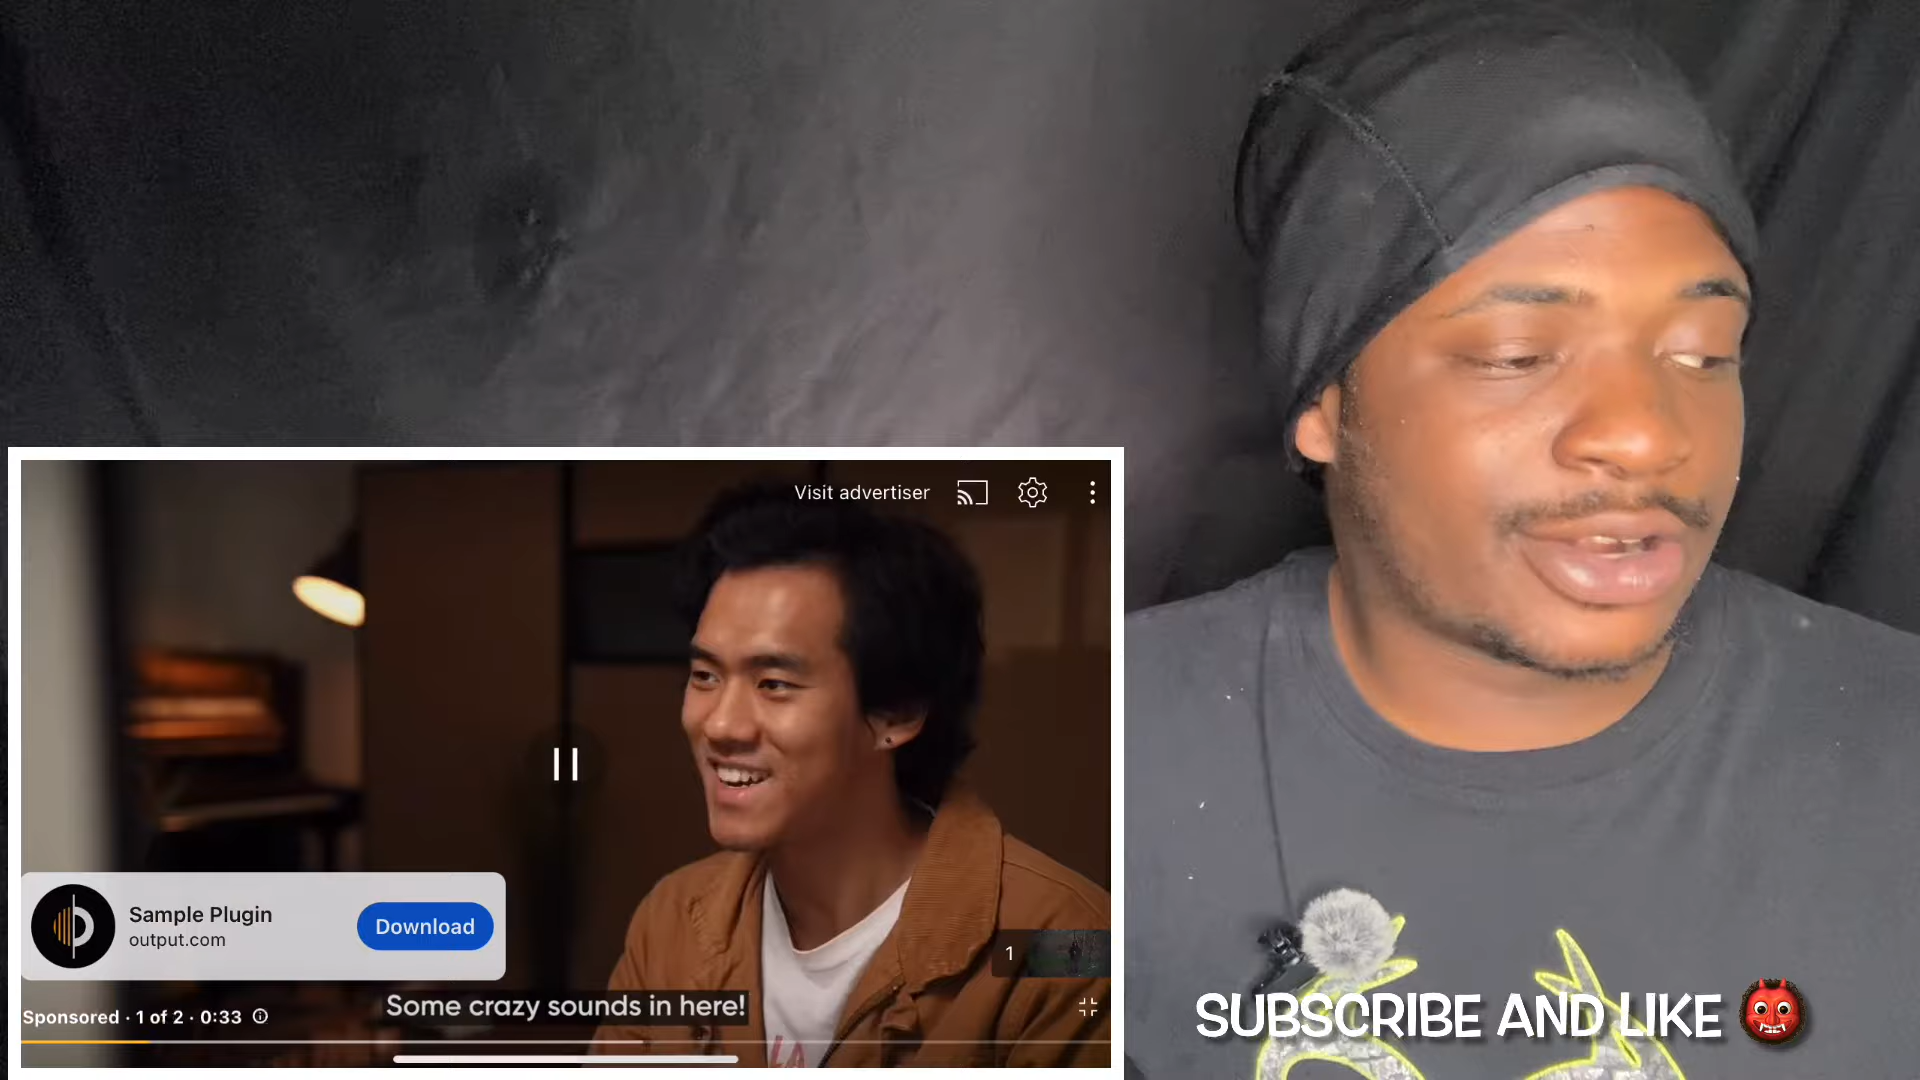 Visit advertiser
Sample Plugin
output.com
Download
1
Some crazy sounds in here!
Sponsored · 1 of 2 · 0:33
LA
SUBSCRIBE AND LIKE 👹